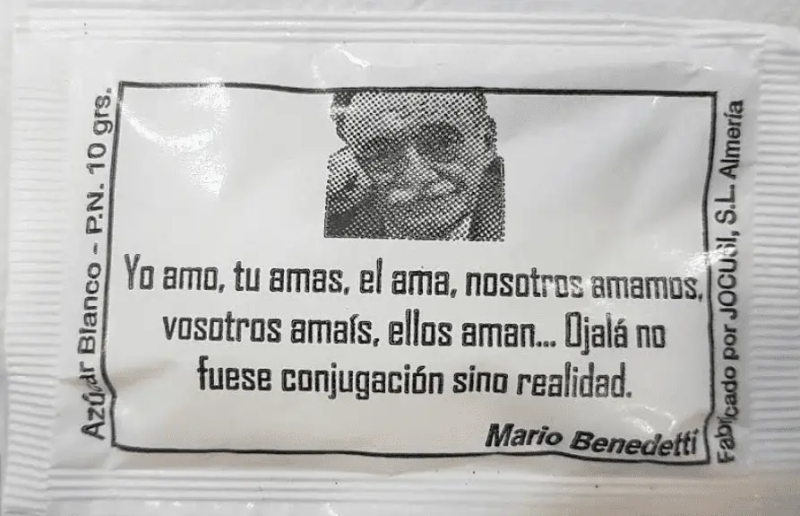 Azúcar Blanco - P.N. 10 grs.
Yo amo, tu amas, el ama, nosotros amamos,
vosotros amaís, ellos aman... Ojalá no
fuese conjugación sino realidad.
Mario Benedetti
Fabricado por JOCUSI, S.L. Almería